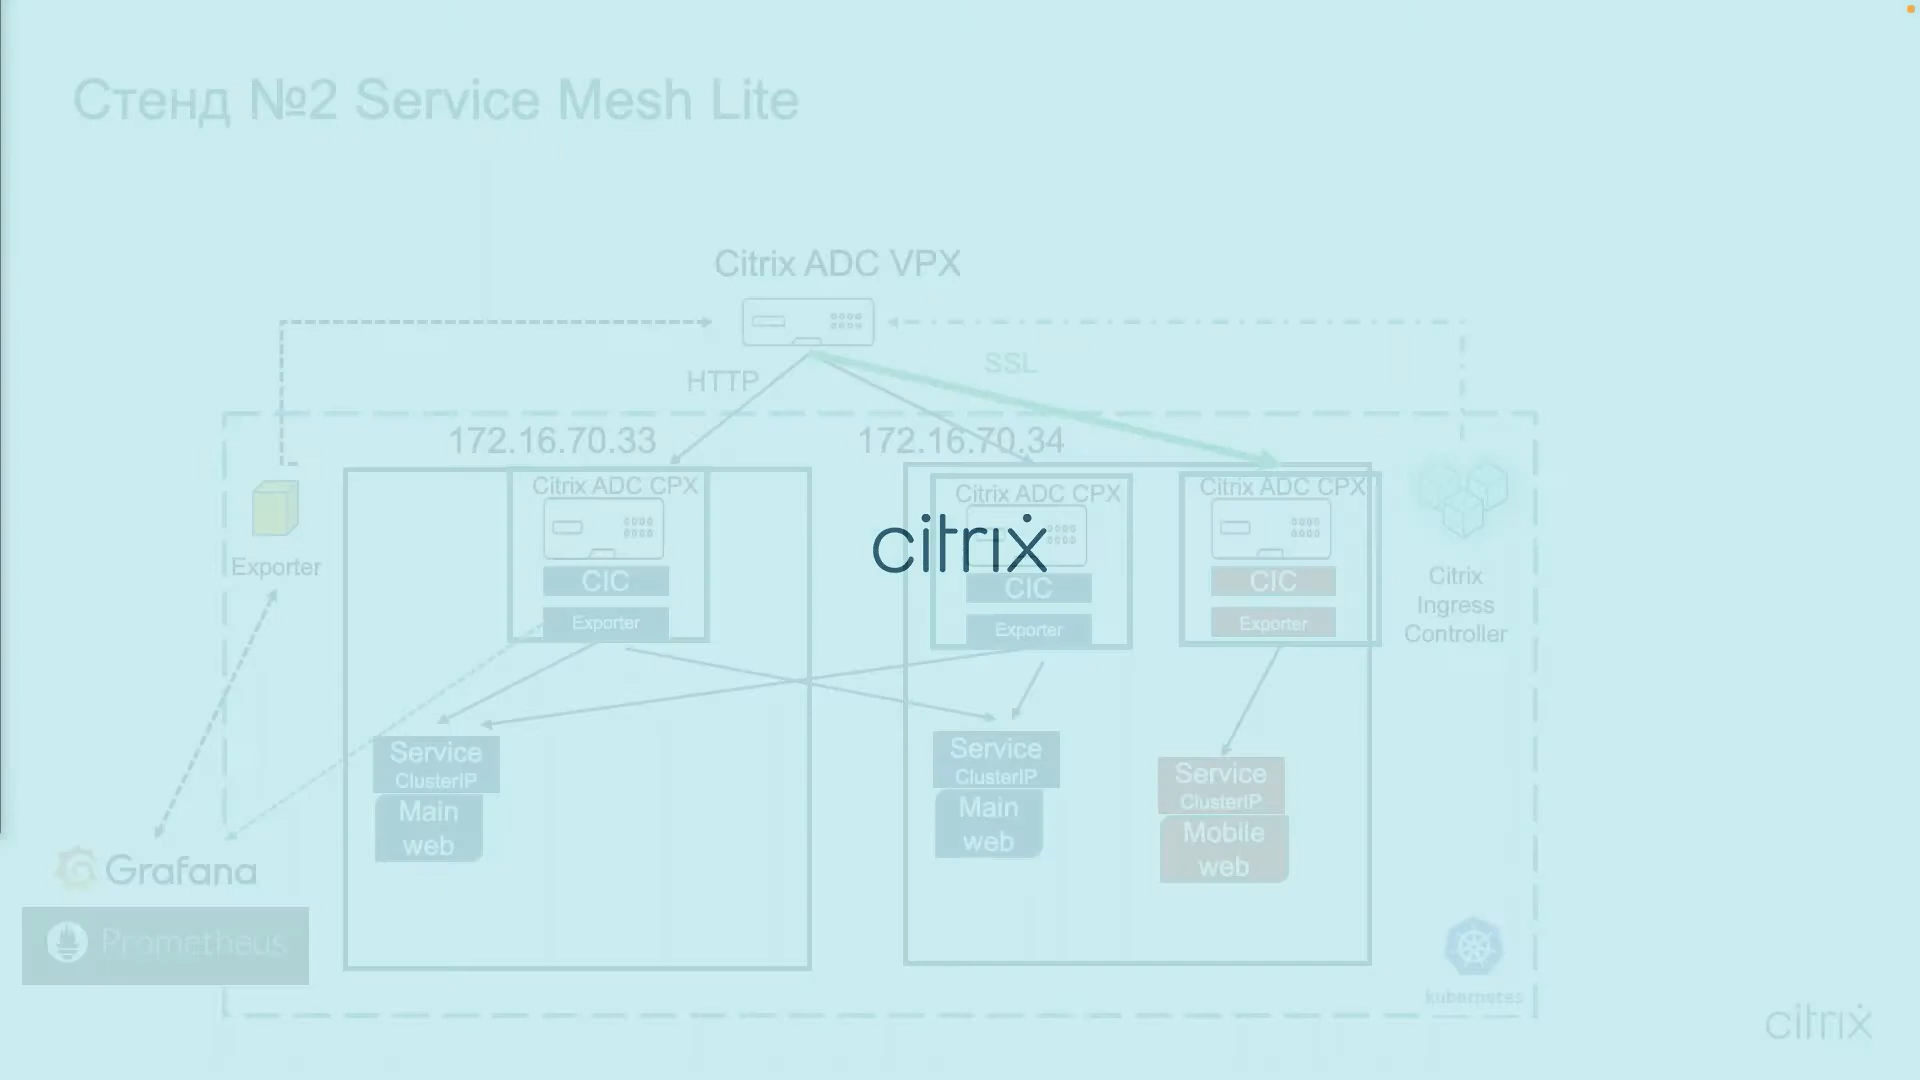 Стенд №2 Service Mesh Lite
Citrix ADC VPX
HTTP
SSL
172.16.70.33
172.16.70.34
Citrix ADC CPX
CIC
Exporter
Citrix ADC CPX
CIC
Exporter
Citrix ADC CPX
CIC
Exporter
citrix
Exporter
Citrix
Ingress
Controller
Service
ClusterIP
Main
web
Service
ClusterIP
Main
web
Service
ClusterIP
Mobile
web
Grafana
Prometheus
kubernetes
citrix